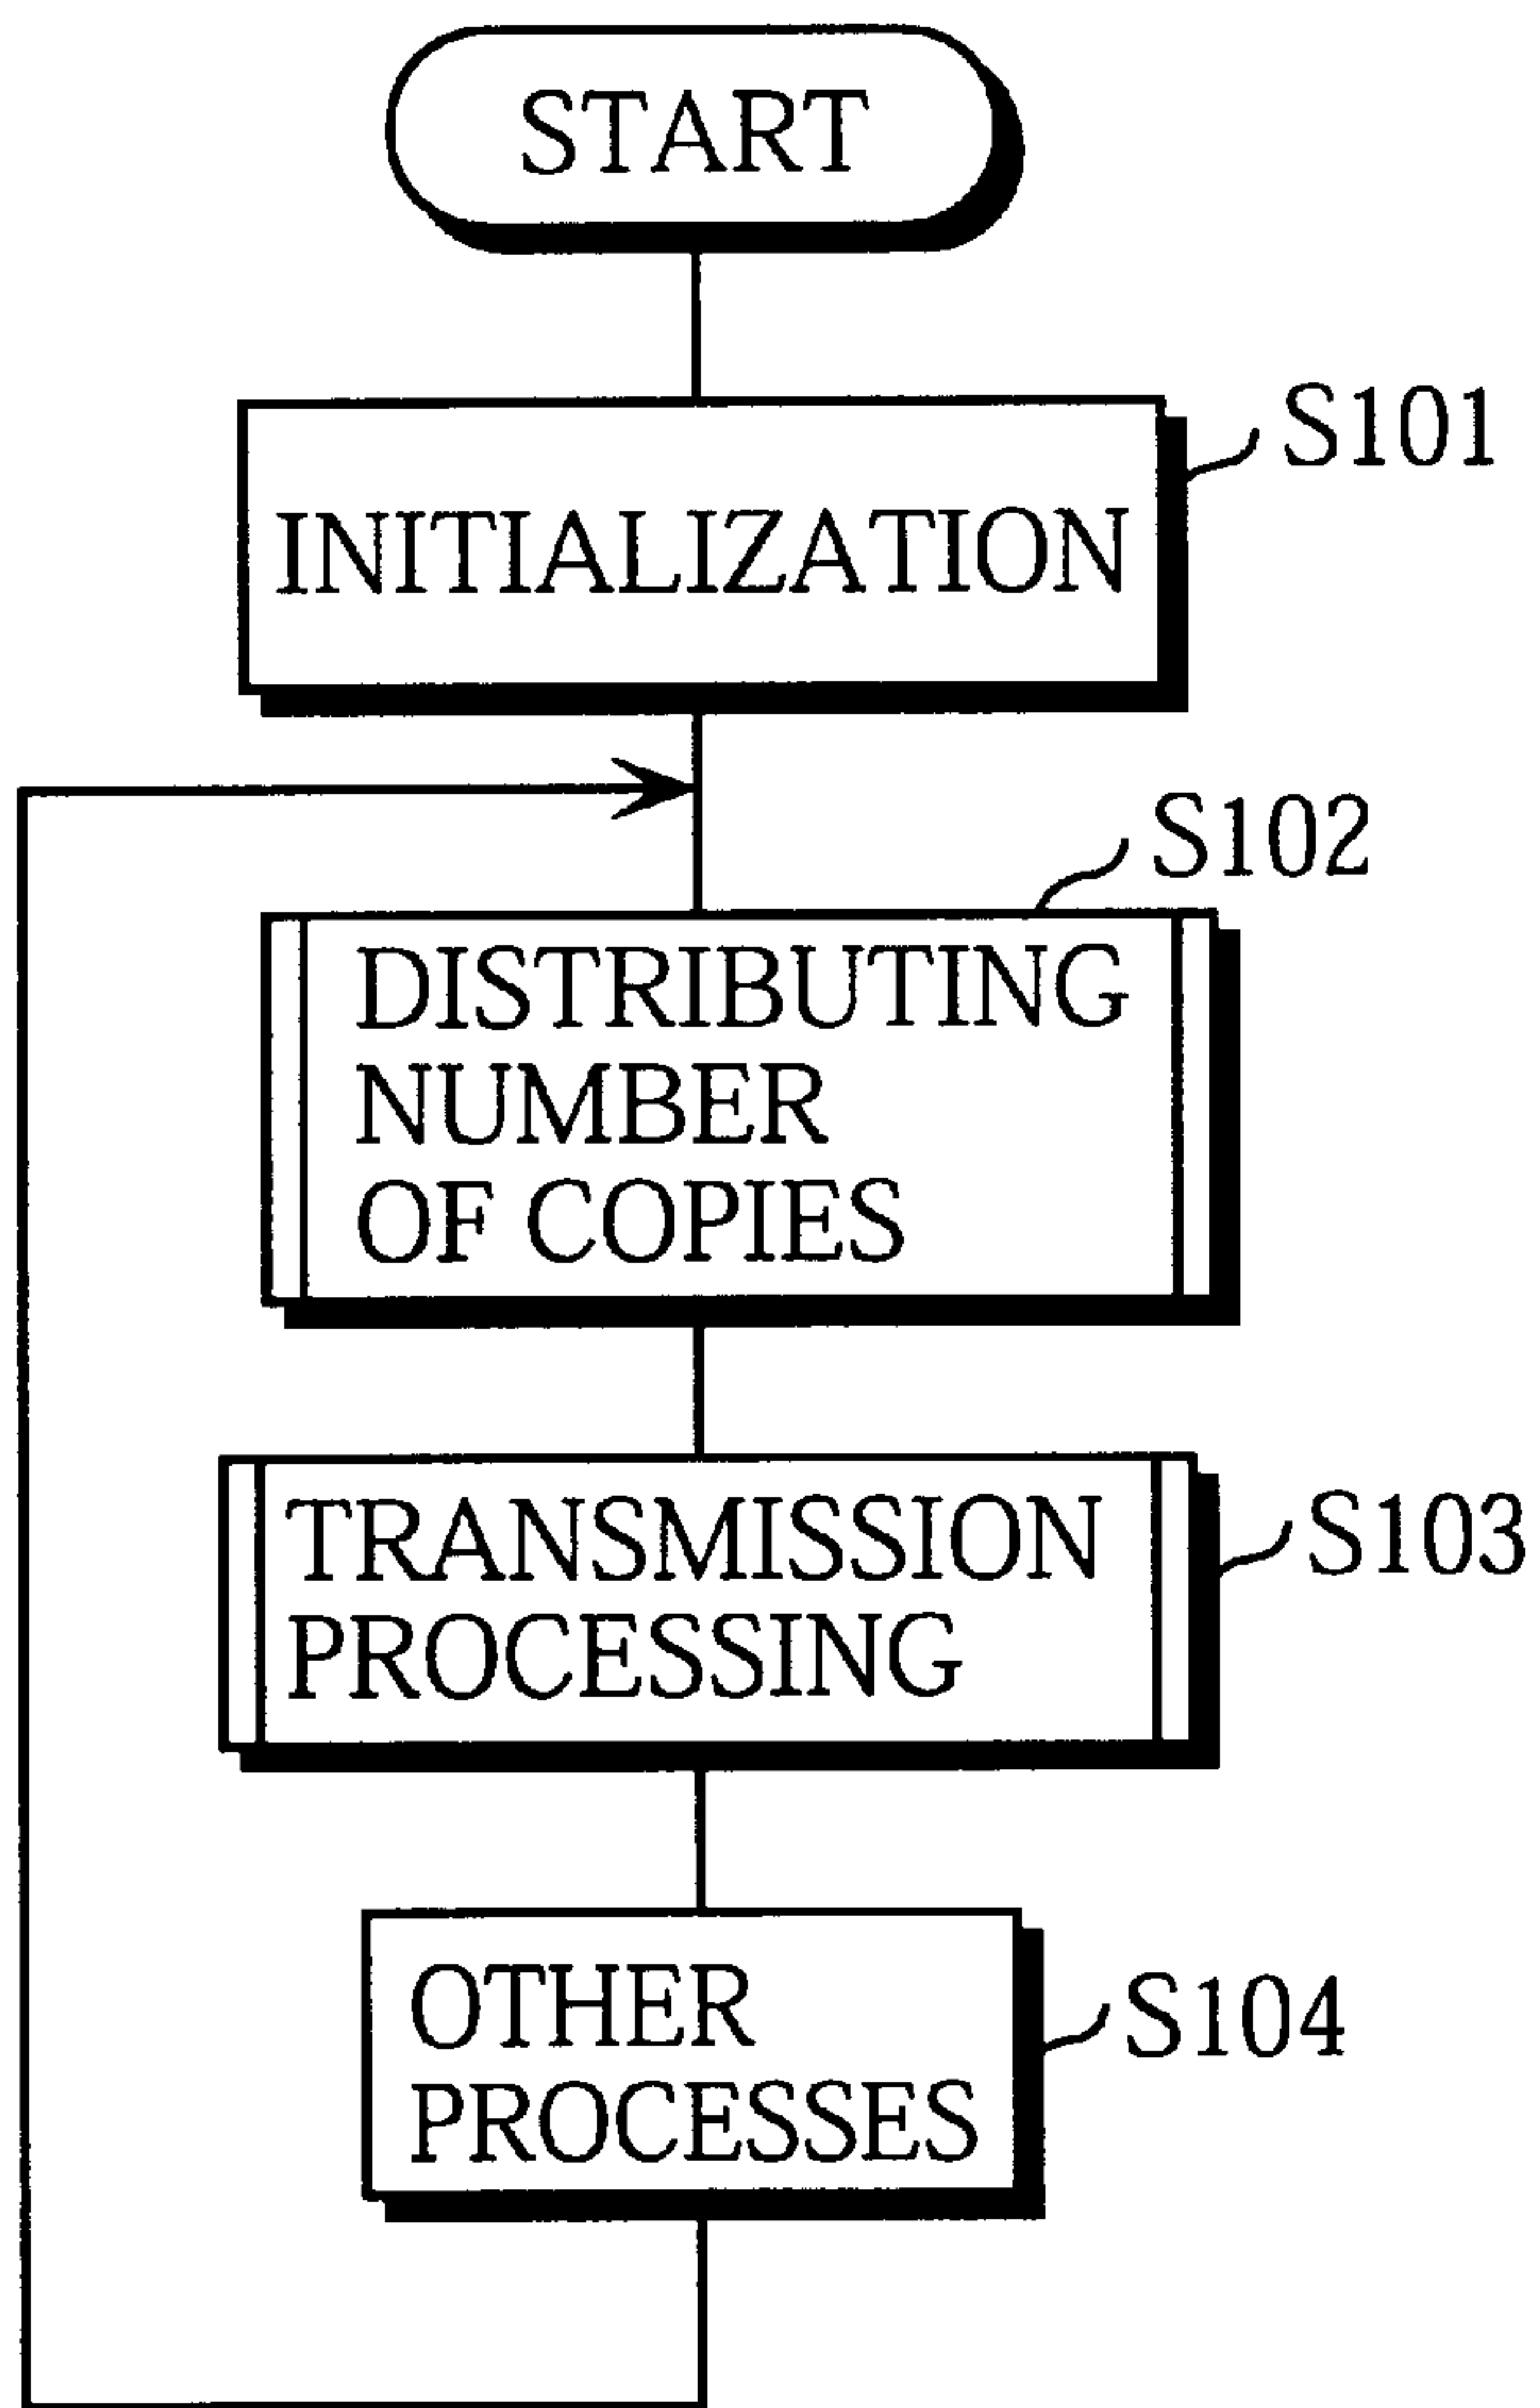 START
S101
INITIALIZATION
S102
DISTRIBUTING
NUMBER
OF COPIES
S103
TRANSMISSION
PROCESSING
S104
OTHER
PROCESSES